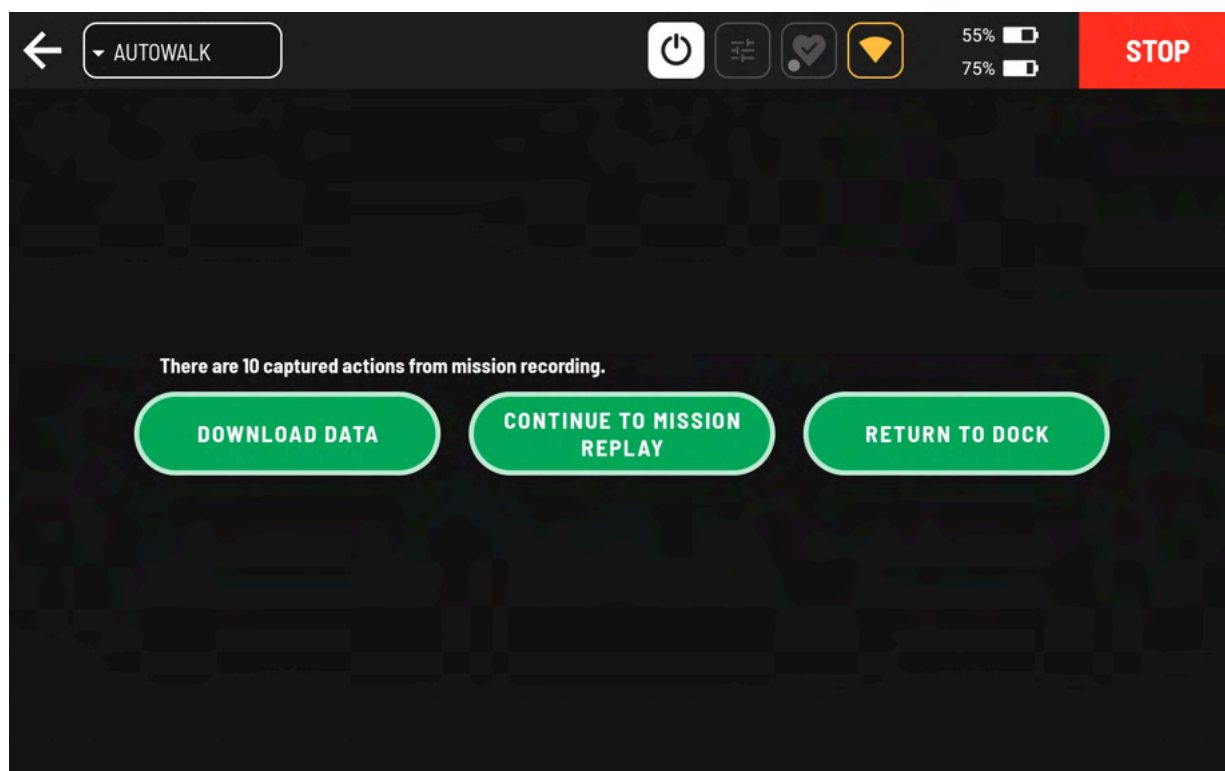 AUTOWALK
55%
75%
STOP
There are 10 captured actions from mission recording.
DOWNLOAD DATA
CONTINUE TO MISSION
REPLAY
RETURN TO DOCK